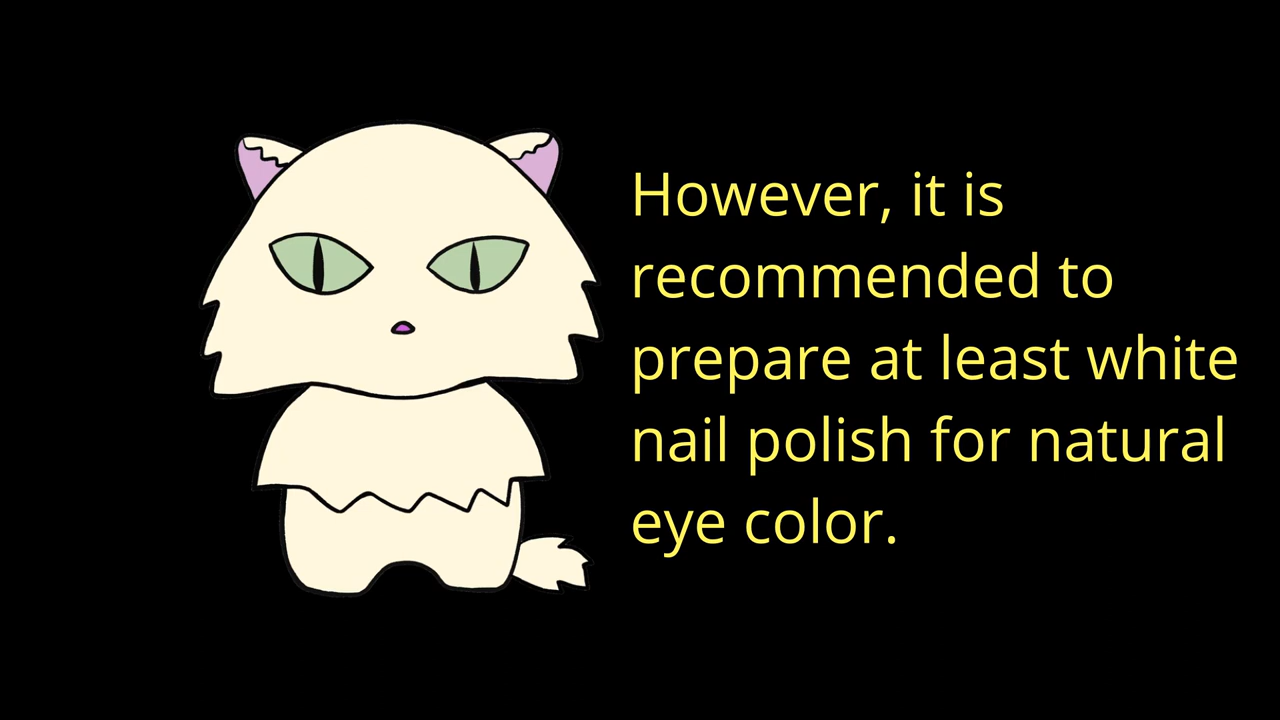 However, it is
recommended to
prepare at least white
nail polish for natural
eye color.